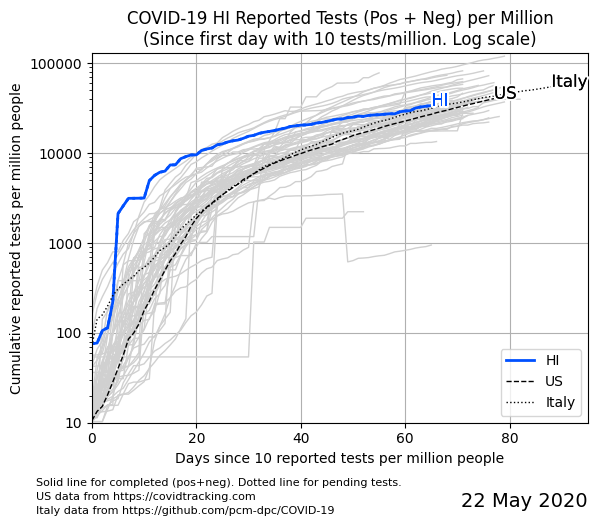 COVID-19 HI Reported Tests (Pos + Neg) per Million
(Since first day with 10 tests/million. Log scale)
Cumulative reported tests per million people
100000
10000
1000
100
10
HI
US
Italy
HI
US
Italy
0
20
40
60
80
Days since 10 reported tests per million people
Solid line for completed (pos+neg). Dotted line for pending tests.
US data from https://covidtracking.com
Italy data from https://github.com/pcm-dpc/COVID-19
22 May 2020